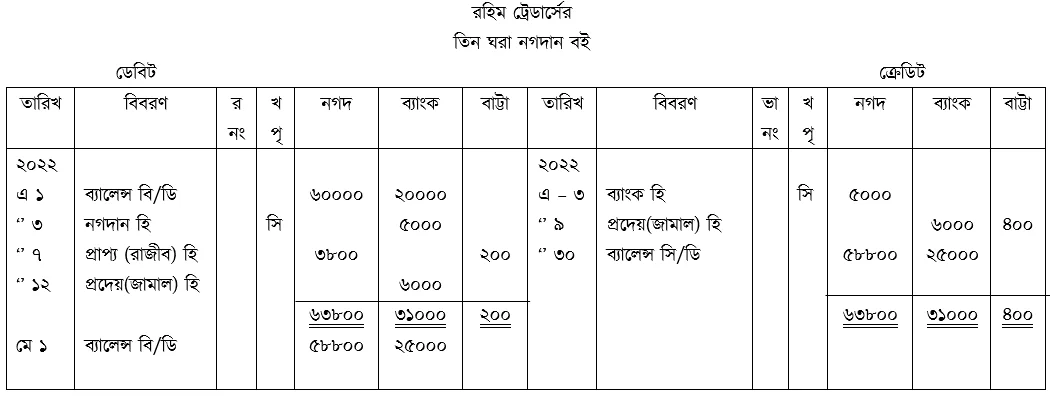 রহিম ট্রেডার্সের
তিন ঘরা নগদান বই
ডেবিট ক্রেডিট
তারিখ বিবরণ র নং খ পৃ নগদ ব্যাংক বাট্টা তারিখ বিবরণ ভা নং খ পৃ নগদ ব্যাংক বাট্টা
২০২২ ২০২২
এ ১ ব্যালেন্স বি/ডি ৬০০০০ ২০০০০ এ – ৩ ব্যাংক হি সি ৫০০০
‘’ ৩ নগদান হি সি ৫০০০ ‘’ ৯ প্রদেয়(জামাল) হি ৬০০০ ৪০০
‘’ ৭ প্রাপ্য (রাজীব) হি ৩৮০০ ২০০ ‘’ ৩০ ব্যালেন্স সি/ডি ৫৮৮০০ ২৫০০০
‘’ ১২ প্রদেয়(জামাল) হি ৬০০০
৬৩৮০০ ৩১০০০ ২০০ ৬৩৮০০ ৩১০০০ ৪০০
মে ১ ব্যালেন্স বি/ডি ৫৮৮০০ ২৫০০০